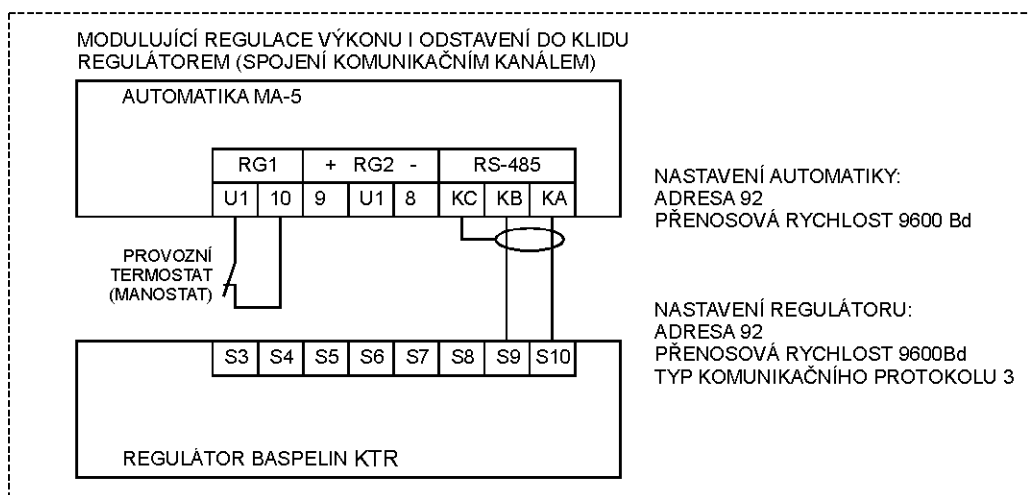 MODULUJÍCÍ REGULACE VÝKONU I ODSTAVENÍ DO KLIDU
REGULÁTOREM (SPOJENÍ KOMUNIKAČNÍM KANÁLEM)
AUTOMATIKA MA-5
RG1 + RG2 - RS-485
U1 10 9 U1 8 KC KB KA
NASTAVENÍ AUTOMATIKY:
ADRESA 92
PŘENOSOVÁ RYCHLOST 9600 Bd
PROVOZNÍ
TERMOSTAT
(MANOSTAT)
NASTAVENÍ REGULÁTORU:
ADRESA 92
PŘENOSOVÁ RYCHLOST 9600Bd
TYP KOMUNIKAČNÍHO PROTOKOLU 3
S3 S4 S5 S6 S7 S8 S9 S10
REGULÁTOR BASPELIN KTR